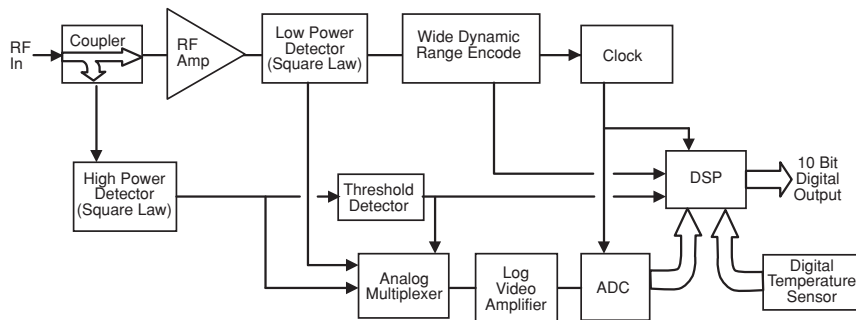 RF
In
Coupler
RF
Amp
Low Power
Detector
(Square Law)
Wide Dynamic
Range Encode
Clock
High Power
Detector
(Square Law)
Threshold
Detector
DSP
10 Bit
Digital
Output
Analog
Multiplexer
Log
Video
Amplifier
ADC
Digital
Temperature
Sensor